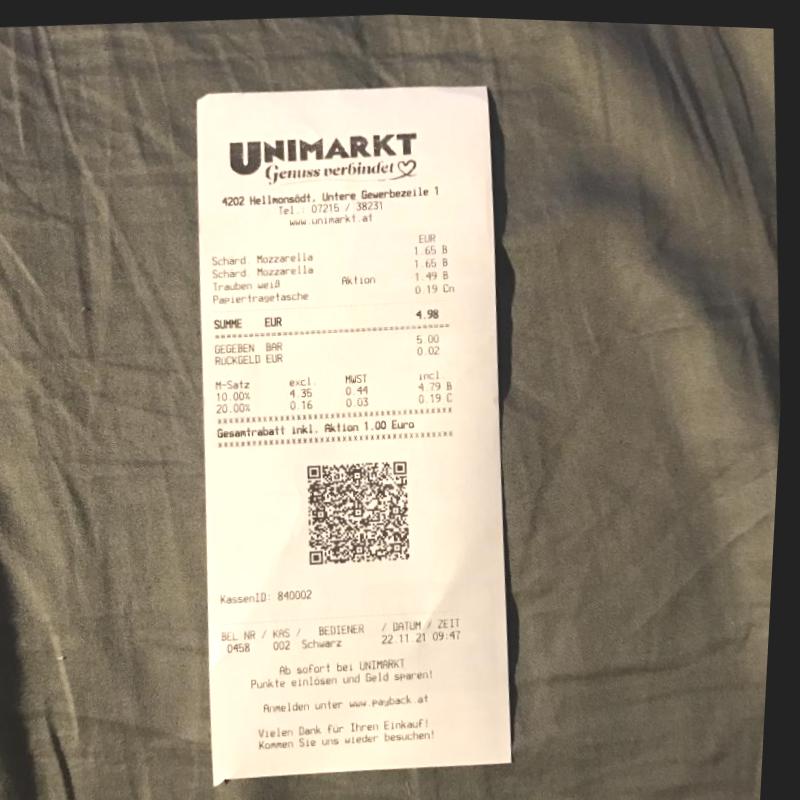 UNIMARKT
Genuss verbindet
4202 Hellmonsödt, Untere Gewerbezeile 1
Tel.: 07215 / 38231
www.unimarkt.at
EUR
Schard. Mozzarella 1.65 B
Schard. Mozzarella 1.65 B
Trauben weiß Aktion 1.49 B
Papiertragetasche 0.19 Cn
SUMME EUR 4.98
GEGEBEN BAR 5.00
RÜCKGELD EUR 0.02
M-Satz excl. MWST incl.
10.00% 4.35 0.44 4.79 B
20.00% 0.16 0.03 0.19 C
Gesamtrabatt inkl. Aktion 1.00 Euro
KassenID: 840002
BEL NR / KAS / BEDIENER / DATUM / ZEIT
0458 002 Schwarz 22.11.21 09:47
Ab sofort bei UNIMARKT
Punkte einlösen und Geld sparen!
Anmelden unter www.payback.at
Vielen Dank für Ihren Einkauf!
Kommen Sie uns wieder besuchen!